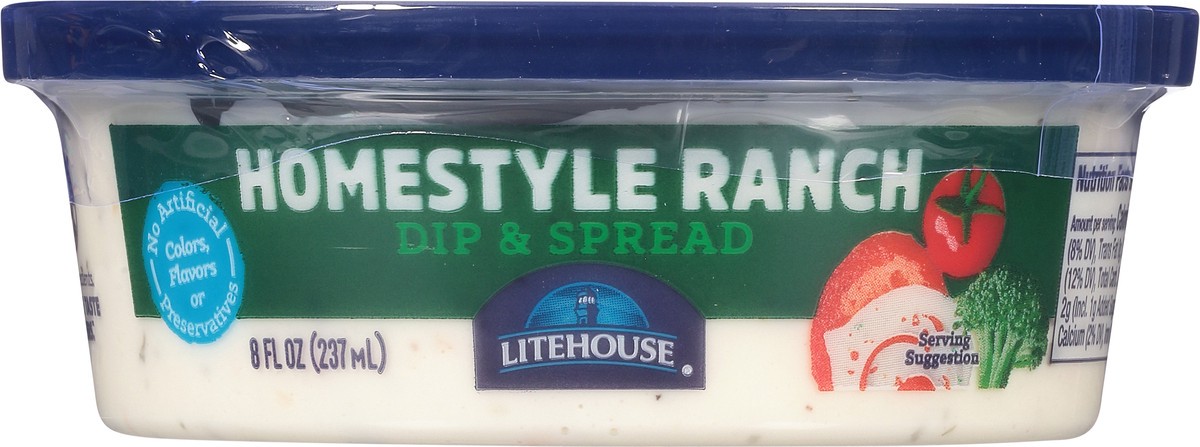 HOMESTYLE RANCH
DIP & SPREAD
No Artificial
Colors,
Flavors
or
Preservatives
8 FL OZ (237 mL)
LITEHOUSE®
Serving
Suggestion
Nutrition Facts
Amount per serving
(8% DV), Trans Fat
(12% DV), Total
2g (Incl. 1g Added
Calcium (2% DV)